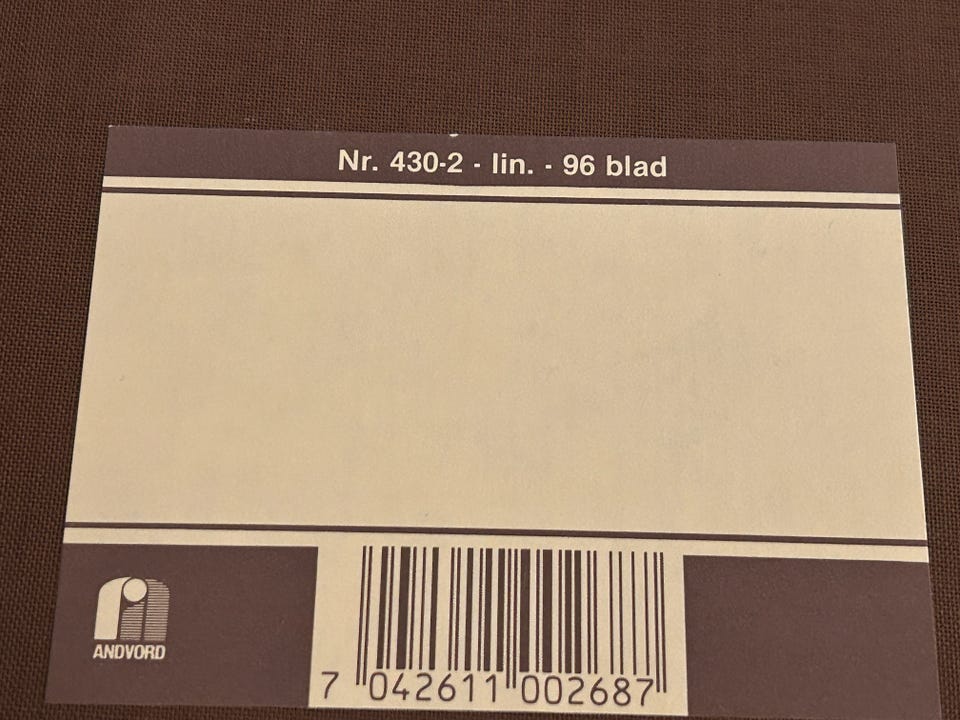 Nr. 430-2 - lin. - 96 blad
ANDVORD
7 042611 002687